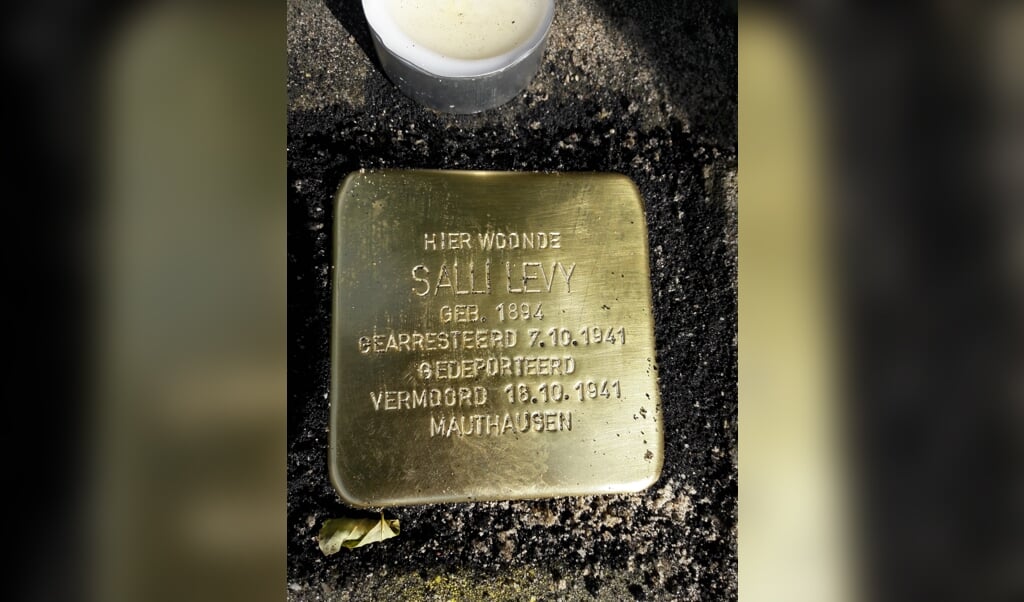 HIER WOONDE
SALLI LEVY
GEB. 1894
GEARRESTEERD 7.10.1941
GEDEPORTEERD
VERMOORD 16.10.1941
MAUTHAUSEN